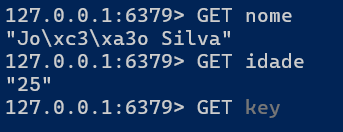 127.0.0.1:6379> GET nome
"Jo\xc3\xa3o Silva"
127.0.0.1:6379> GET idade
"25"
127.0.0.1:6379> GET key